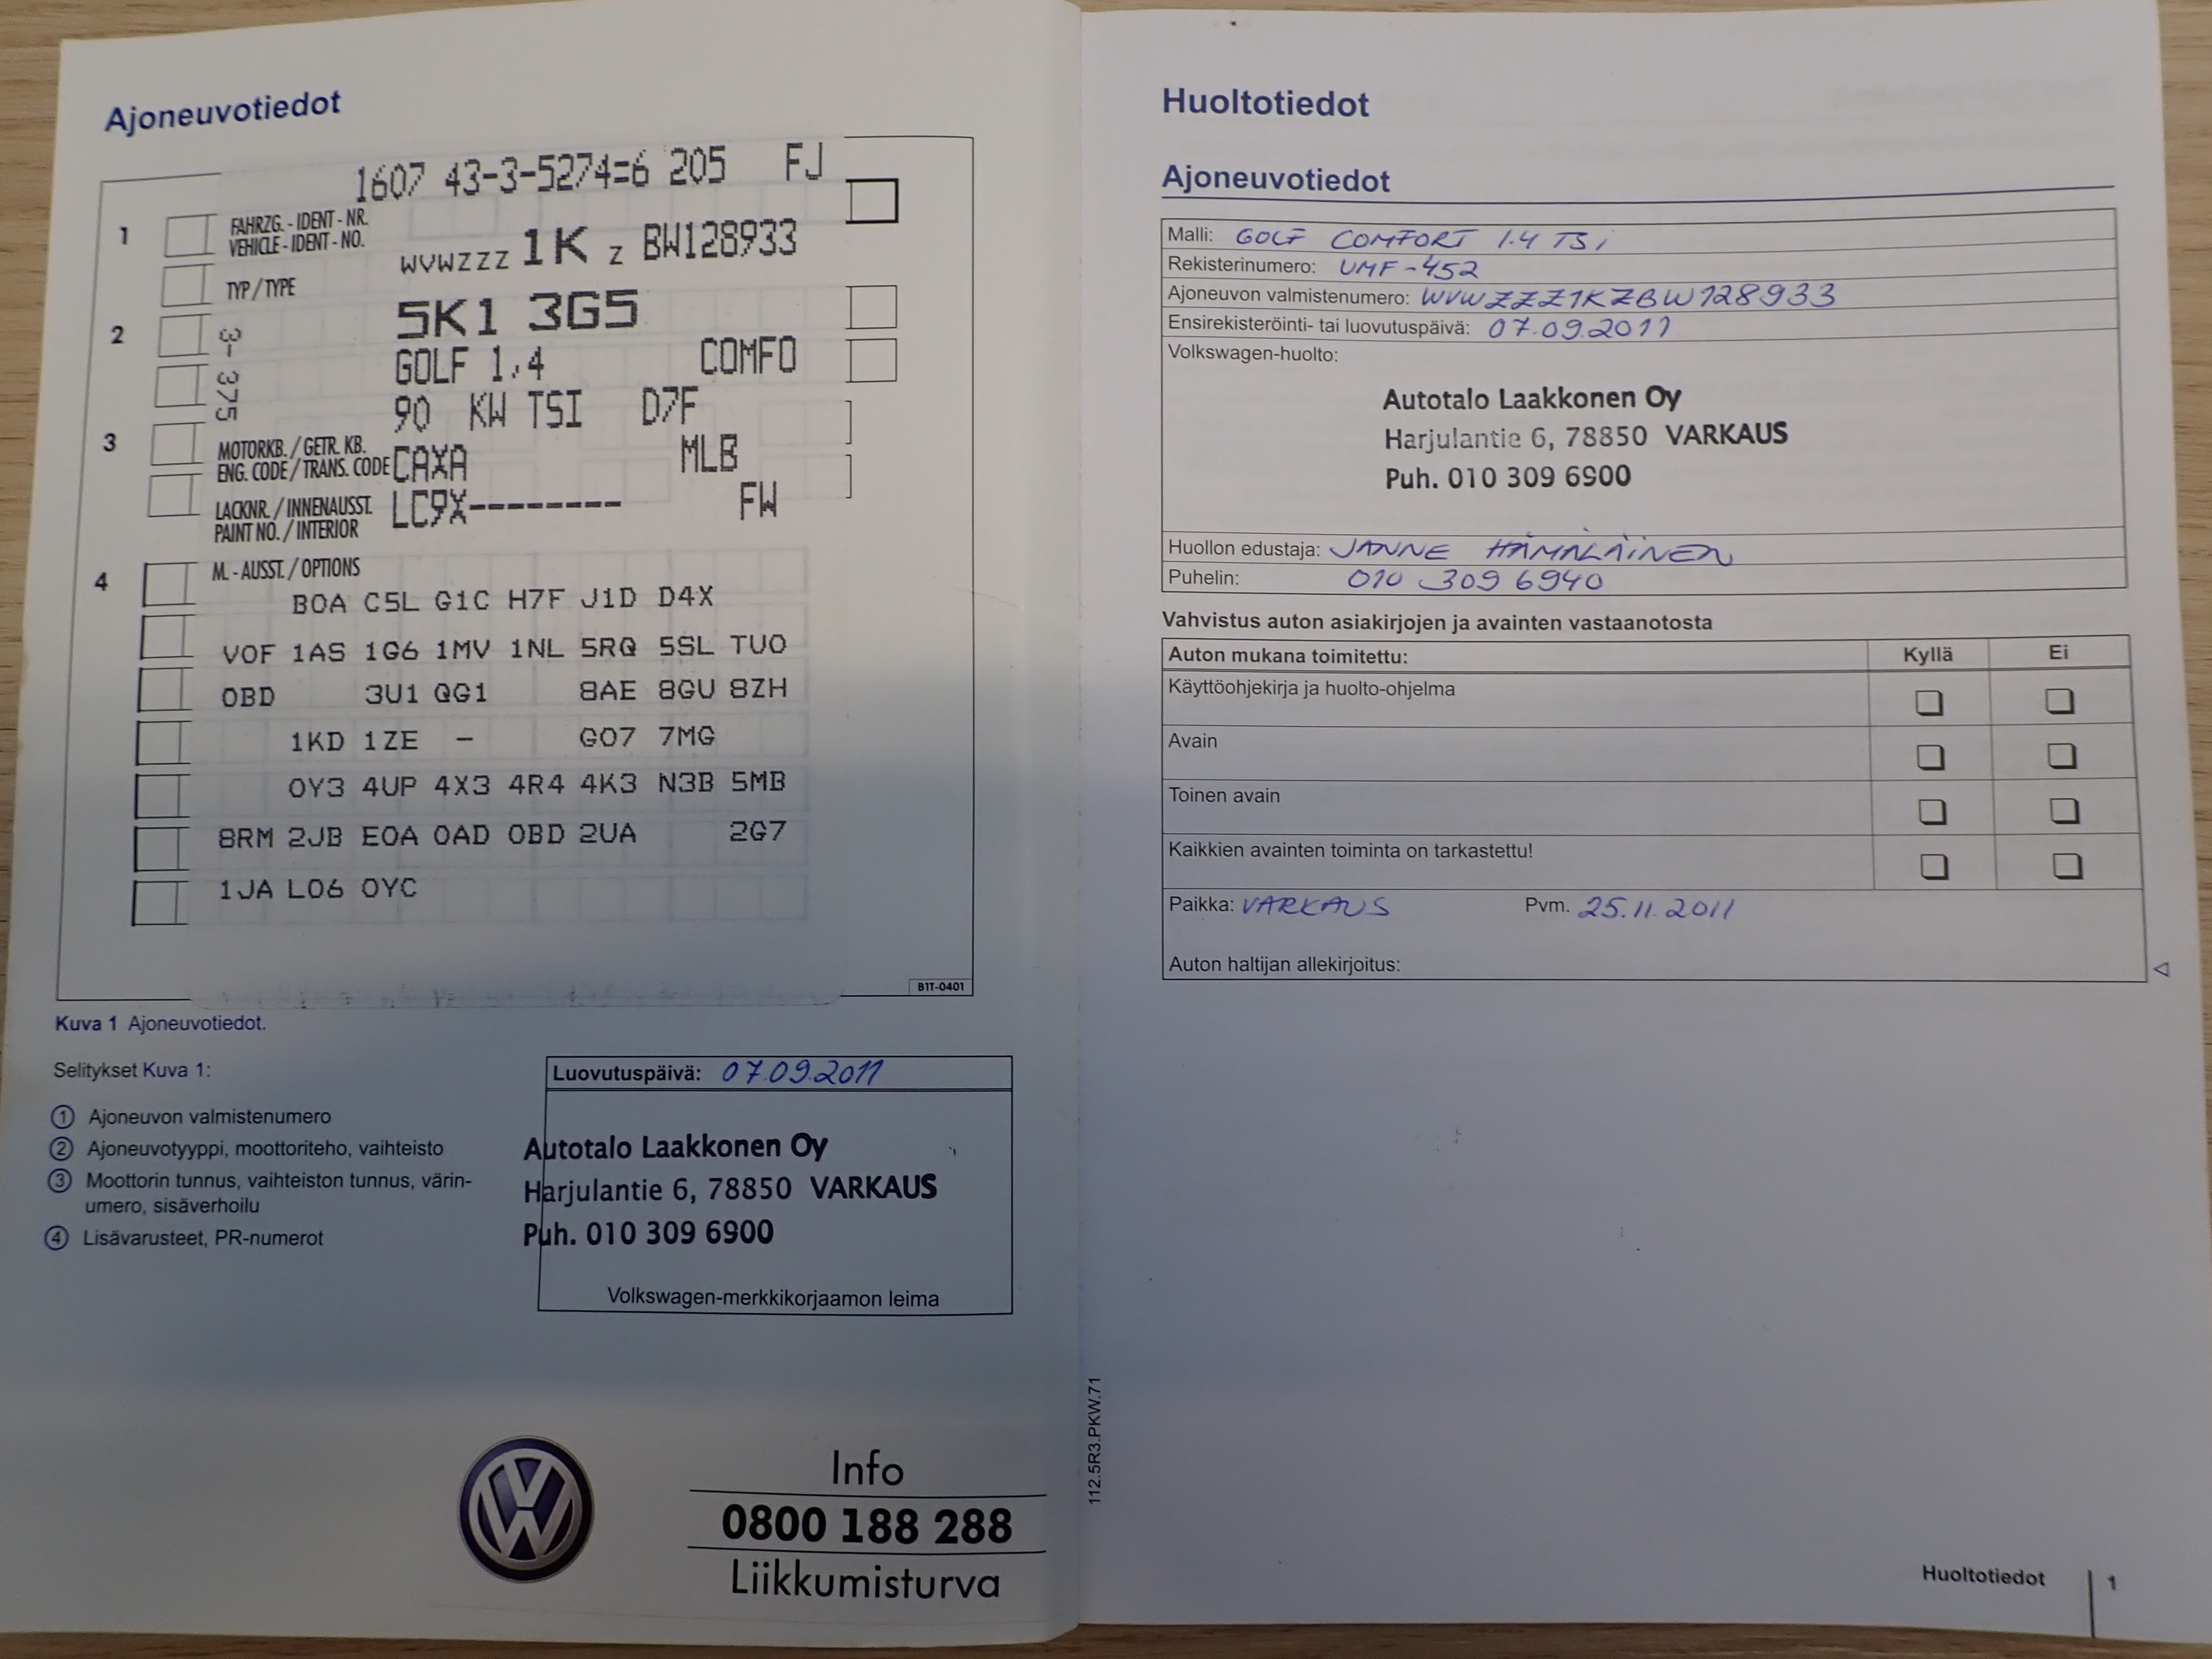 Ajoneuvotiedot
1607 43-3-5274=6 205 FJ
1
FAHRZG. - IDENT - NR.
VEHICLE - IDENT - NO.
WVWZZZ 1K Z BW128933
TYP / TYPE
5K1 3G5
2
3- 375
GOLF 1,4 COMFO
90 KW TSI D7F
3
MOTORKB. / GETR. KB.
ENG. CODE / TRANS. CODE CAXA MLB
LACKNR. / INNENAUSST. LC9X-------- FW
PAINT NO. / INTERIOR
4
M. - AUSST. / OPTIONS
B0A C5L G1C H7F J1D D4X
V0F 1AS 1G6 1MV 1NL 5RQ 5SL TU0
0BD 3U1 QG1 8AE 8GU 8ZH
1KD 1ZE - G07 7MG
0Y3 4UP 4X3 4R4 4K3 N3B 5MB
8RM 2JB E0A 0AD 0BD 2UA 2G7
1JA L06 0YC
B1T-0401
Kuva 1 Ajoneuvotiedot.
Selitykset Kuva 1:
1 Ajoneuvon valmistenumero
2 Ajoneuvotyyppi, moottoriteho, vaihteisto
3 Moottorin tunnus, vaihteiston tunnus, värin-
umero, sisäverhoilu
4 Lisävarusteet, PR-numerot
Luovutuspäivä: 07.09.2011
Autotalo Laakkonen Oy
Harjulantie 6, 78850 VARKAUS
Puh. 010 309 6900
Volkswagen-merkkikorjaamon leima
Info
0800 188 288
Liikkumisturva
112.5R3.PKW.71
Huoltotiedot
Ajoneuvotiedot
Malli: GOLF COMFORT 1.4 TSi
Rekisterinumero: UMF-452
Ajoneuvon valmistenumero: WVWZZZ1KZBW128933
Ensirekisteröinti- tai luovutuspäivä: 07.09.2011
Volkswagen-huolto:
Autotalo Laakkonen Oy
Harjulantie 6, 78850 VARKAUS
Puh. 010 309 6900
Huollon edustaja: JANNE HÄMÄLÄINEN
Puhelin: 010 309 6940
Vahvistus auton asiakirjojen ja avainten vastaanotosta
Auton mukana toimitettu: Kyllä Ei
Käyttöohjekirja ja huolto-ohjelma
Avain
Toinen avain
Kaikkien avainten toiminta on tarkastettu!
Paikka: VARKAUS Pvm. 25.11.2011
Auton haltijan allekirjoitus:
Huoltotiedot 1